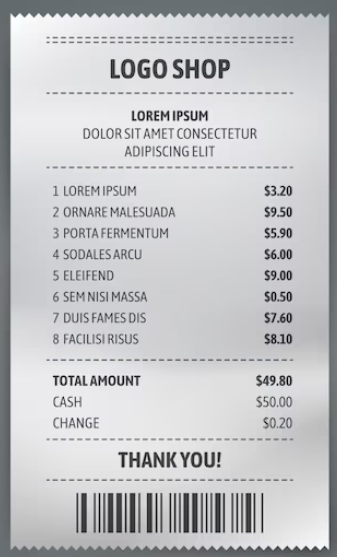 LOGO SHOP
LOREM IPSUM
DOLOR SIT AMET CONSECTETUR
ADIPISCING ELIT
1 LOREM IPSUM $3.20
2 ORNARE MALESUADA $9.50
3 PORTA FERMENTUM $5.90
4 SODALES ARCU $6.00
5 ELEIFEND $9.00
6 SEM NISI MASSA $0.50
7 DUIS FAMES DIS $7.60
8 FACILISI RISUS $8.10
TOTAL AMOUNT $49.80
CASH $50.00
CHANGE $0.20
THANK YOU!